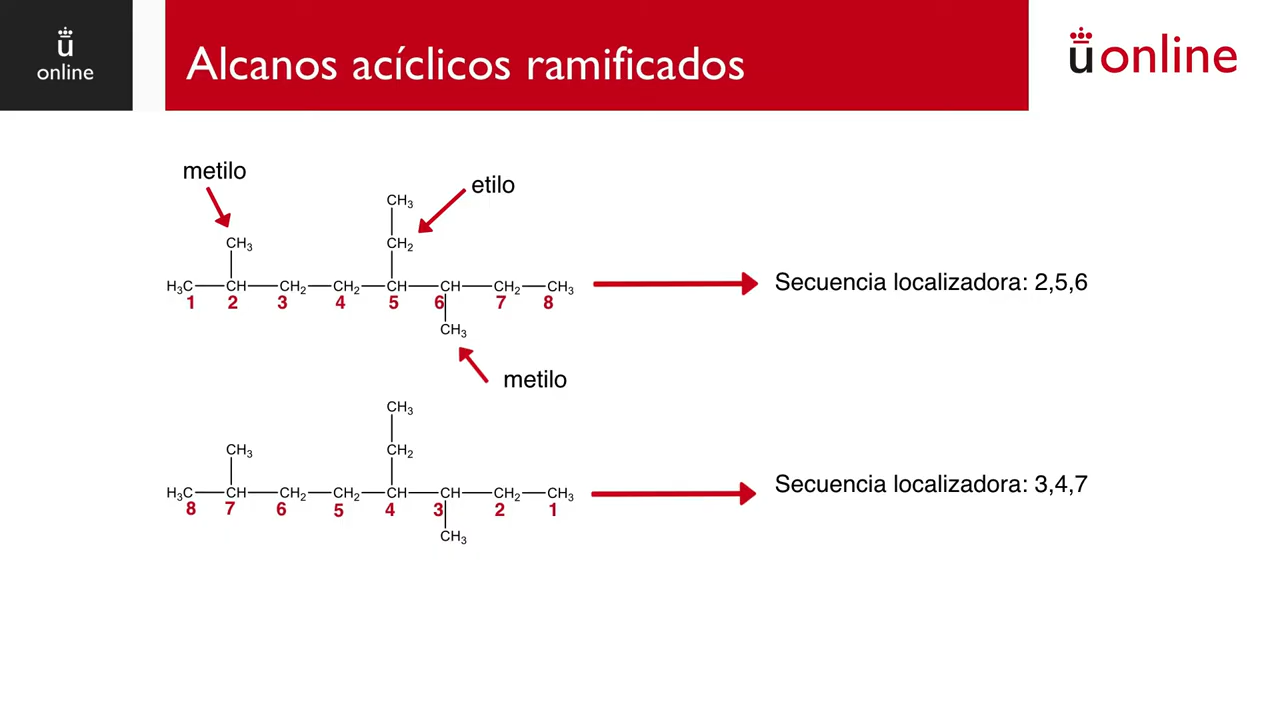 ü
online
Alcanos acíclicos ramificados
üonline
metilo
etilo
CH3
CH3
CH2
H3C CH CH2 CH2 CH CH CH2 CH3
1 2 3 4 5 6 7 8
Secuencia localizadora: 2,5,6
CH3
metilo
CH3
CH3
CH2
H3C CH CH2 CH2 CH CH CH2 CH3
8 7 6 5 4 3 2 1
Secuencia localizadora: 3,4,7
CH3